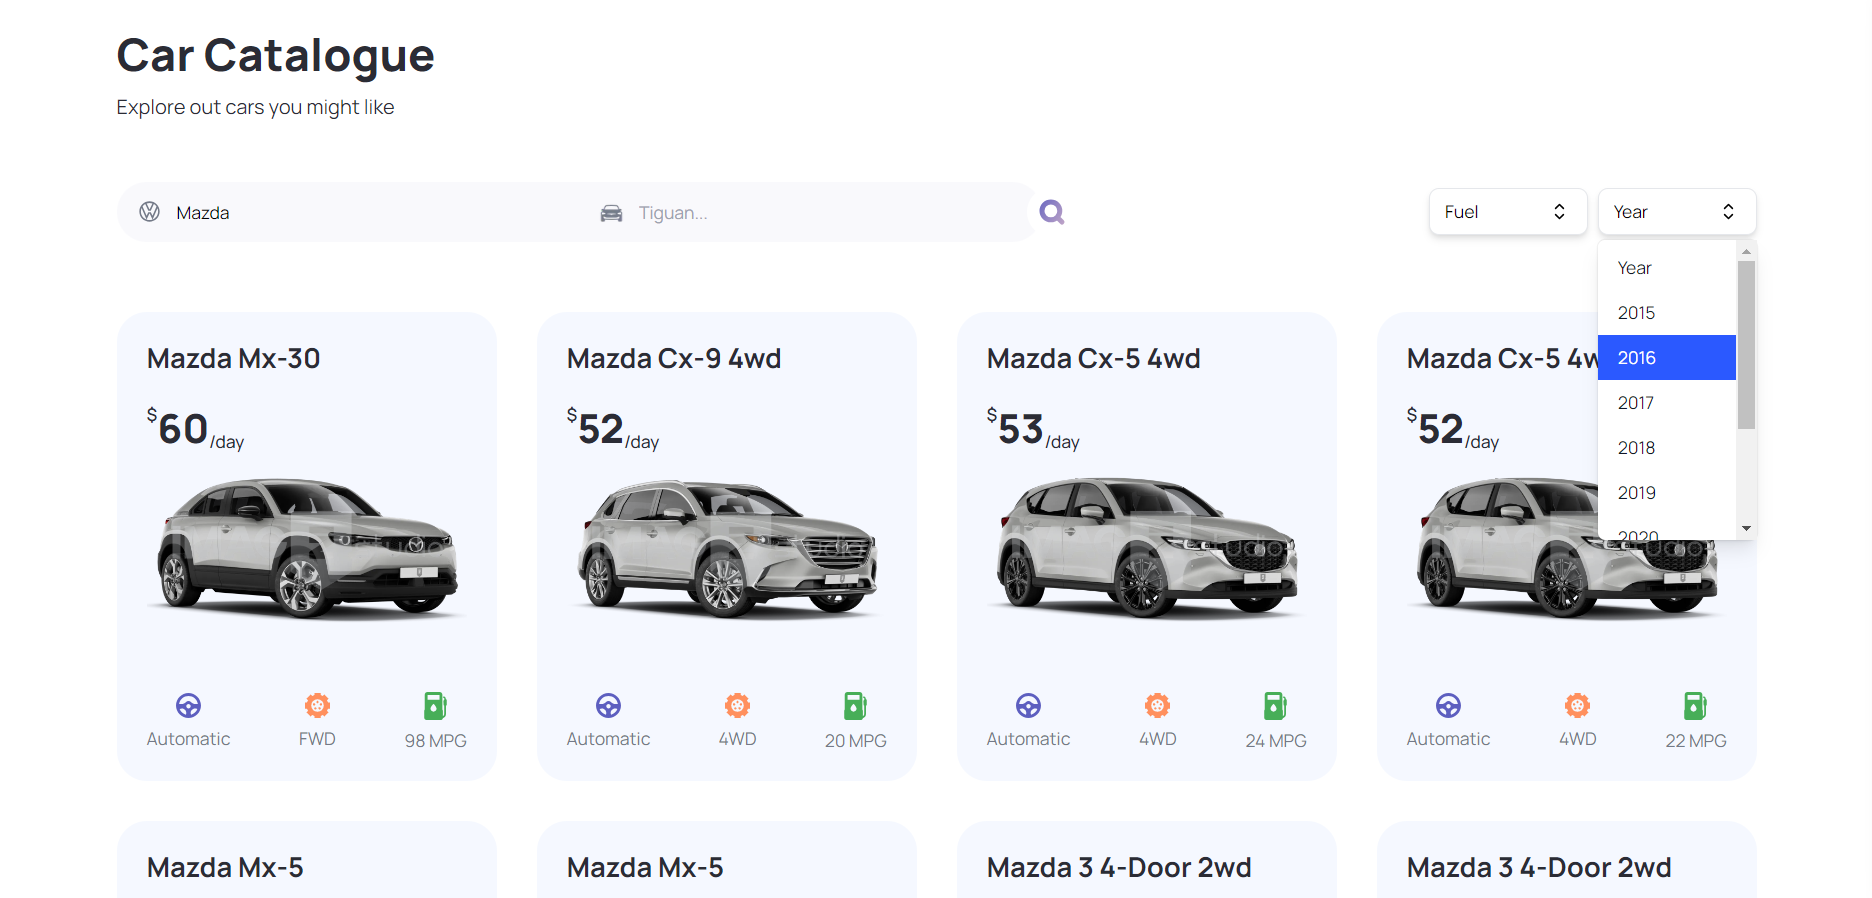 Car Catalogue
Explore out cars you might like
Mazda
Tiguan...
Fuel
Year
Year
2015
2016
2017
2018
2019
2020
Mazda Mx-30
$60/day
Automatic
FWD
98 MPG
Mazda Cx-9 4wd
$52/day
Automatic
4WD
20 MPG
Mazda Cx-5 4wd
$53/day
Automatic
4WD
24 MPG
Mazda Cx-5 4w
$52/day
Automatic
4WD
22 MPG
Mazda Mx-5
Mazda Mx-5
Mazda 3 4-Door 2wd
Mazda 3 4-Door 2wd